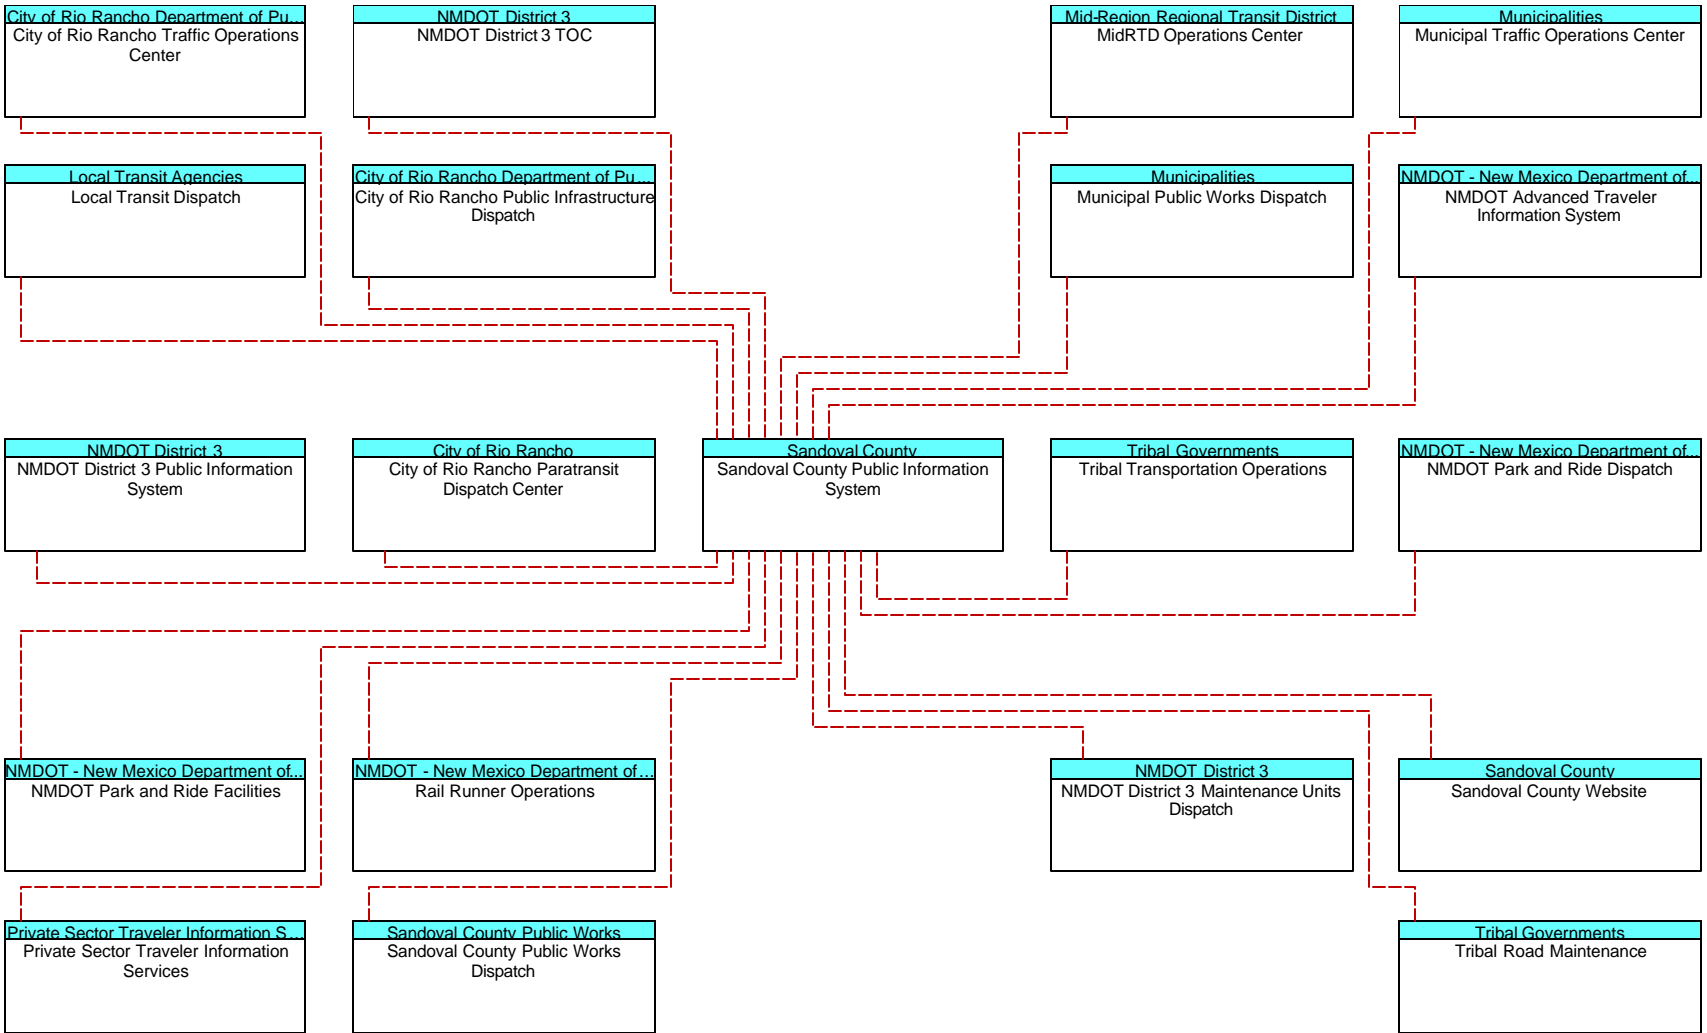 City of Rio Rancho Department of Pu...
City of Rio Rancho Traffic Operations
Center
NMDOT District 3
NMDOT District 3 TOC
Mid-Region Regional Transit District
MidRTD Operations Center
Municipalities
Municipal Traffic Operations Center
Local Transit Agencies
Local Transit Dispatch
City of Rio Rancho Department of Pu...
City of Rio Rancho Public Infrastructure
Dispatch
Municipalities
Municipal Public Works Dispatch
NMDOT - New Mexico Department of...
NMDOT Advanced Traveler
Information System
NMDOT District 3
NMDOT District 3 Public Information
System
City of Rio Rancho
City of Rio Rancho Paratransit
Dispatch Center
Sandoval County
Sandoval County Public Information
System
Tribal Governments
Tribal Transportation Operations
NMDOT - New Mexico Department of...
NMDOT Park and Ride Dispatch
NMDOT - New Mexico Department of...
NMDOT Park and Ride Facilities
NMDOT - New Mexico Department of...
Rail Runner Operations
NMDOT District 3
NMDOT District 3 Maintenance Units
Dispatch
Sandoval County
Sandoval County Website
Private Sector Traveler Information S...
Private Sector Traveler Information
Services
Sandoval County Public Works
Sandoval County Public Works
Dispatch
Tribal Governments
Tribal Road Maintenance